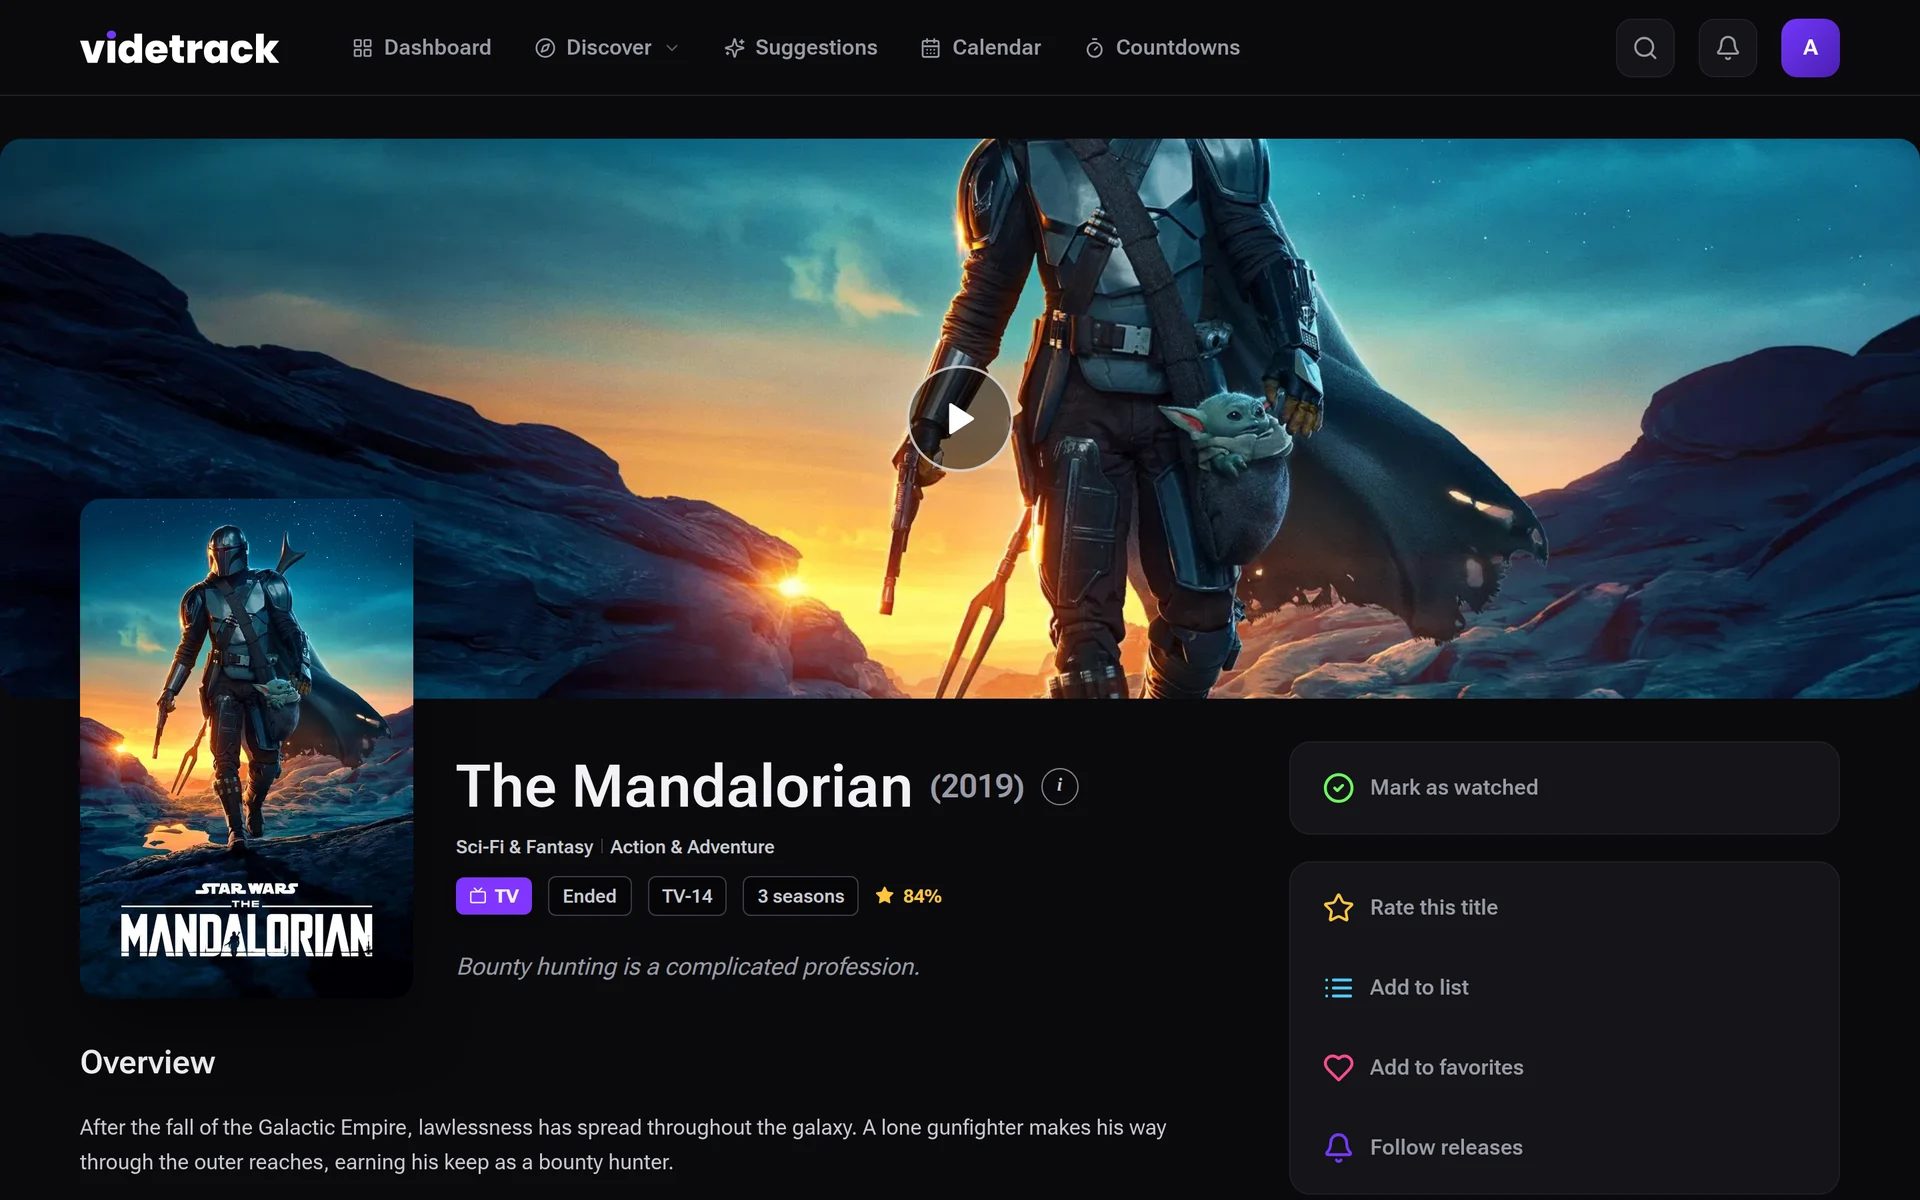 videtrack
Dashboard
Discover
Suggestions
Calendar
Countdowns
A
STAR WARS
THE
MANDALORIAN
The Mandalorian (2019) i
Sci-Fi & Fantasy | Action & Adventure
TV Ended TV-14 3 seasons 84%
Bounty hunting is a complicated profession.
Overview
After the fall of the Galactic Empire, lawlessness has spread throughout the galaxy. A lone gunfighter makes his way
through the outer reaches, earning his keep as a bounty hunter.
Mark as watched
Rate this title
Add to list
Add to favorites
Follow releases